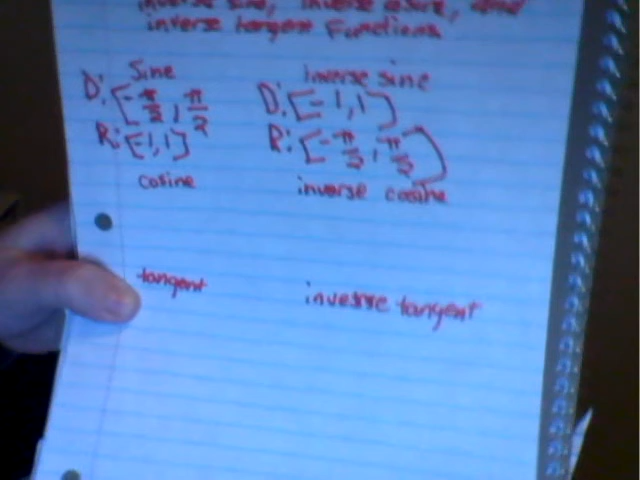 inverse sine, inverse cosine, and
inverse tangent functions
Sine
D: [-π/2, π/2
R: [-1, 1]
inverse sine
D: [-1, 1]
R: [-π/2, π/2]
cosine
inverse cosine
tangent
inverse tangent